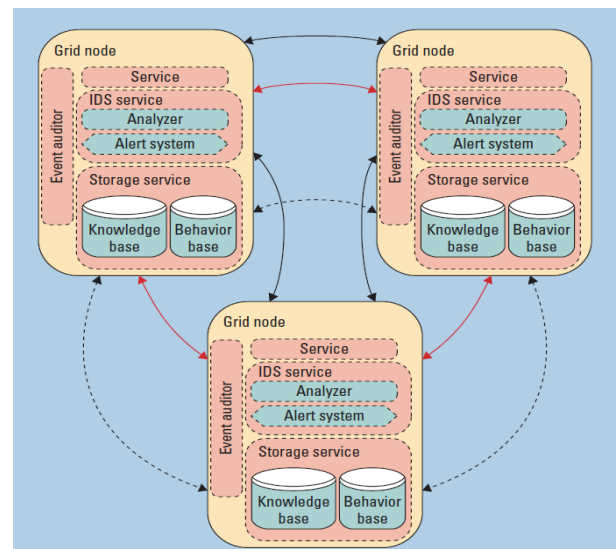 Grid node
Service
Event auditor
IDS service
Analyzer
Alert system
Storage service
Knowledge
base
Behavior
base
Grid node
Service
Event auditor
IDS service
Analyzer
Alert system
Storage service
Knowledge
base
Behavior
base
Grid node
Service
Event auditor
IDS service
Analyzer
Alert system
Storage service
Knowledge
base
Behavior
base